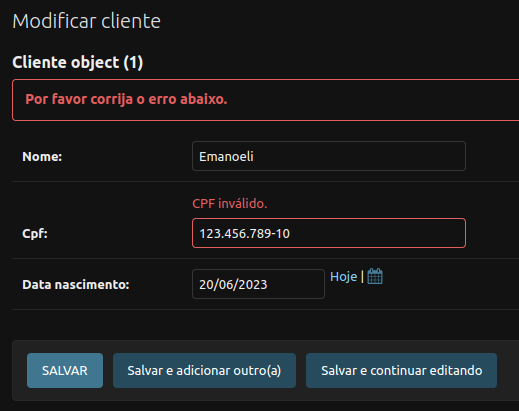 Modificar cliente
Cliente object (1)
Por favor corrija o erro abaixo.
Nome: Emanoeli
CPF inválido.
Cpf: 123.456.789-10
Data nascimento: 20/06/2023 Hoje |
SALVAR Salvar e adicionar outro(a) Salvar e continuar editando